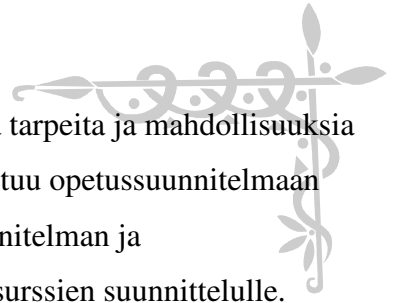 tarpeita ja mahdollisuuksia
tuu opetussuunnitelmaan
nitelman ja
surssien suunnittelulle.